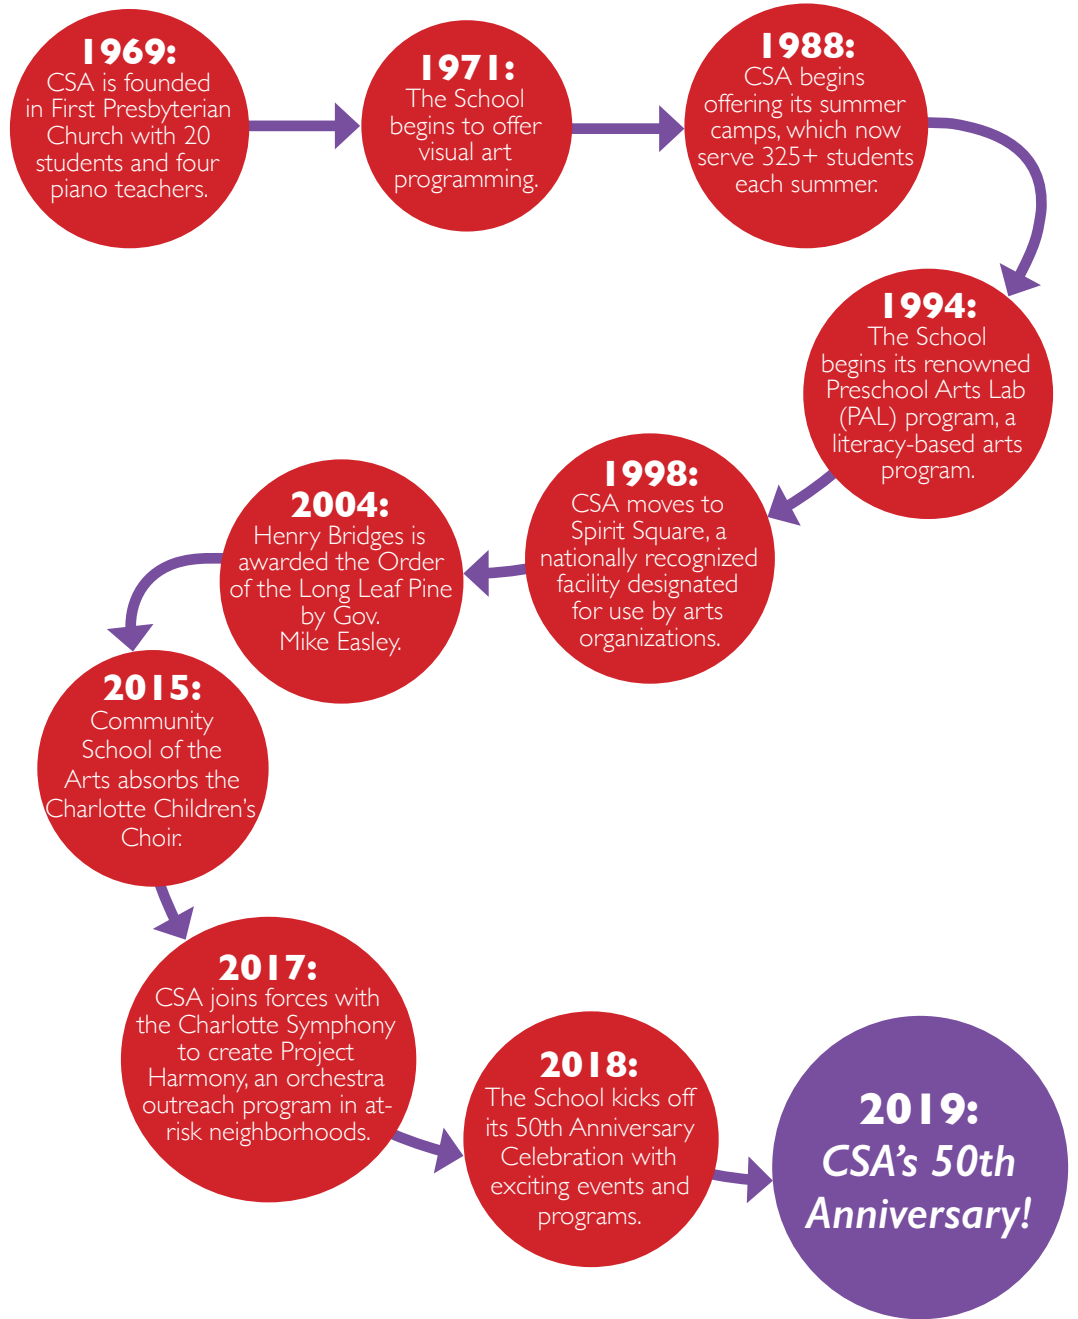 1969:
CSA is founded
in First Presbyterian
Church with 20
students and four
piano teachers.
1971:
The School
begins to offer
visual art
programming.
1988:
CSA begins
offering its summer
camps, which now
serve 325+ students
each summer.
1994:
The School
begins its renowned
Preschool Arts Lab
(PAL) program, a
literacy-based arts
program.
1998:
CSA moves to
Spirit Square, a
nationally recognized
facility designated
for use by arts
organizations.
2004:
Henry Bridges is
awarded the Order
of the Long Leaf Pine
by Gov.
Mike Easley.
2015:
Community
School of the
Arts absorbs the
Charlotte Children's
Choir.
2017:
CSA joins forces with
the Charlotte Symphony
to create Project
Harmony, an orchestra
outreach program in at-
risk neighborhoods.
2018:
The School kicks off
its 50th Anniversary
Celebration with
exciting events and
programs.
2019:
CSA's 50th
Anniversary!